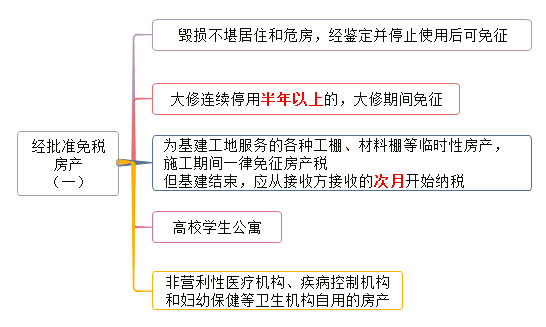 毁损不堪居住和危房，经鉴定并停止使用后可免征
大修连续停用半年以上的，大修期间免征
经批准免税
房产
（一）
为基建工地服务的各种工棚、材料棚等临时性房产，
施工期间一律免征房产税
但基建结束，应从接收方接收的次月开始纳税
高校学生公寓
非营利性医疗机构、疾病控制机构
和妇幼保健等卫生机构自用的房产